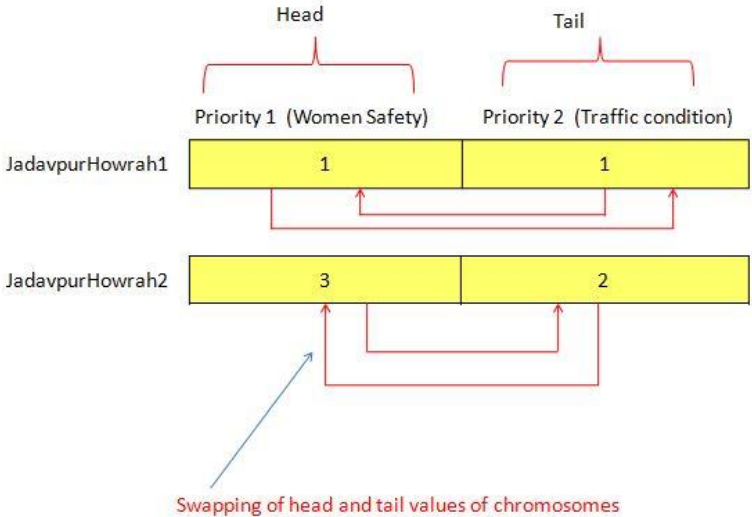 Head
Tail
Priority 1 (Women Safety)
Priority 2 (Traffic condition)
JadavpurHowrah1
1
1
JadavpurHowrah2
3
2
Swapping of head and tail values of chromosomes